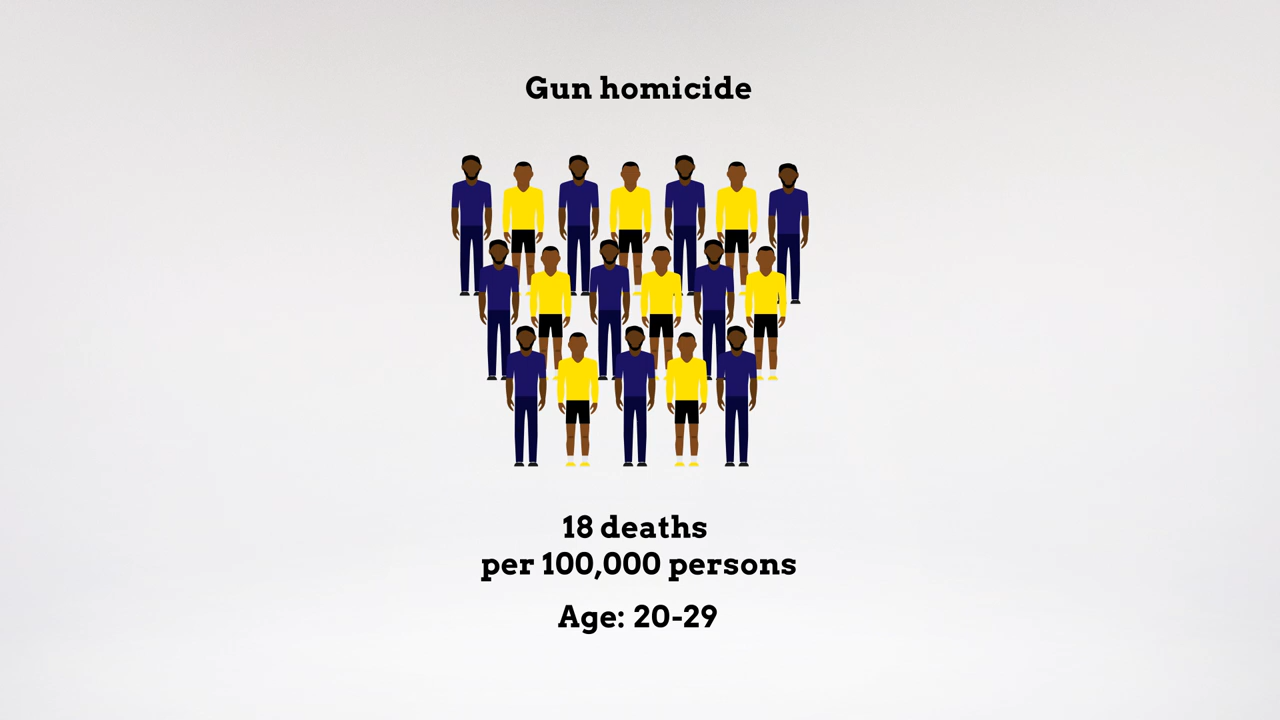 Gun homicide
18 deaths
per 100,000 persons
Age: 20-29